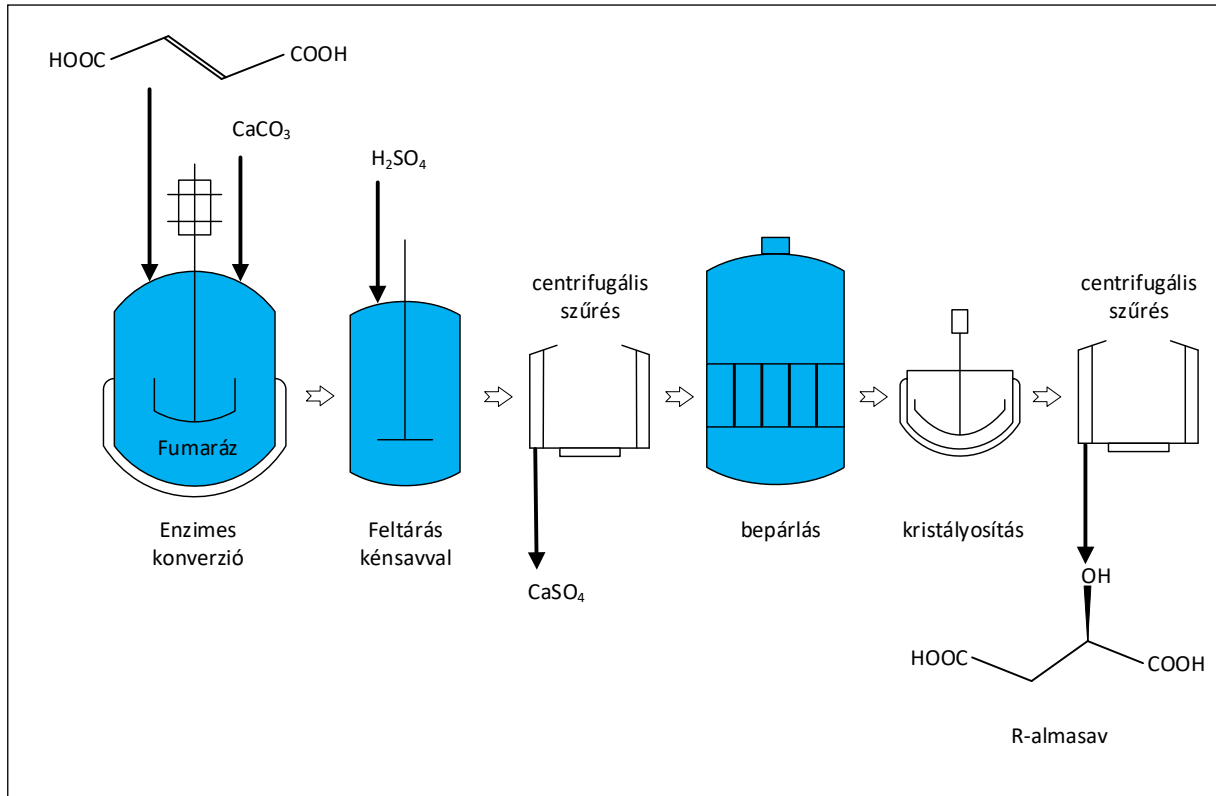 HOOC
COOH
CaCO₃
H₂SO₄
Fumaráz
centrifugális
szűrés
centrifugális
szűrés
Enzimes
konverzió
Feltárás
kénsavval
bepárlás
kristályosítás
CaSO₄
OH
HOOC
COOH
R-almasav